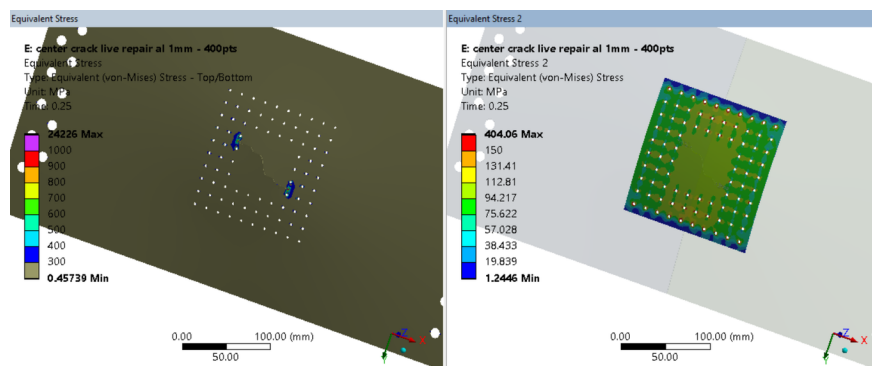 Equivalent Stress
E: center crack live repair al 1mm - 400pts
Equivalent Stress
Type: Equivalent (von-Mises) Stress - Top/Bottom
Unit: MPa
Time: 0.25
24226 Max
1000
900
800
700
600
500
400
300
0.45739 Min
0.00
100.00 (mm)
50.00
Z
X
Y
Equivalent Stress 2
E: center crack live repair al 1mm - 400pts
Equivalent Stress 2
Type: Equivalent (von-Mises) Stress
Unit: MPa
Time: 0.25
404.06 Max
150
131.41
112.81
94.217
75.622
57.028
38.433
19.839
1.2446 Min
0.00
100.00 (mm)
50.00
Z
X
Y